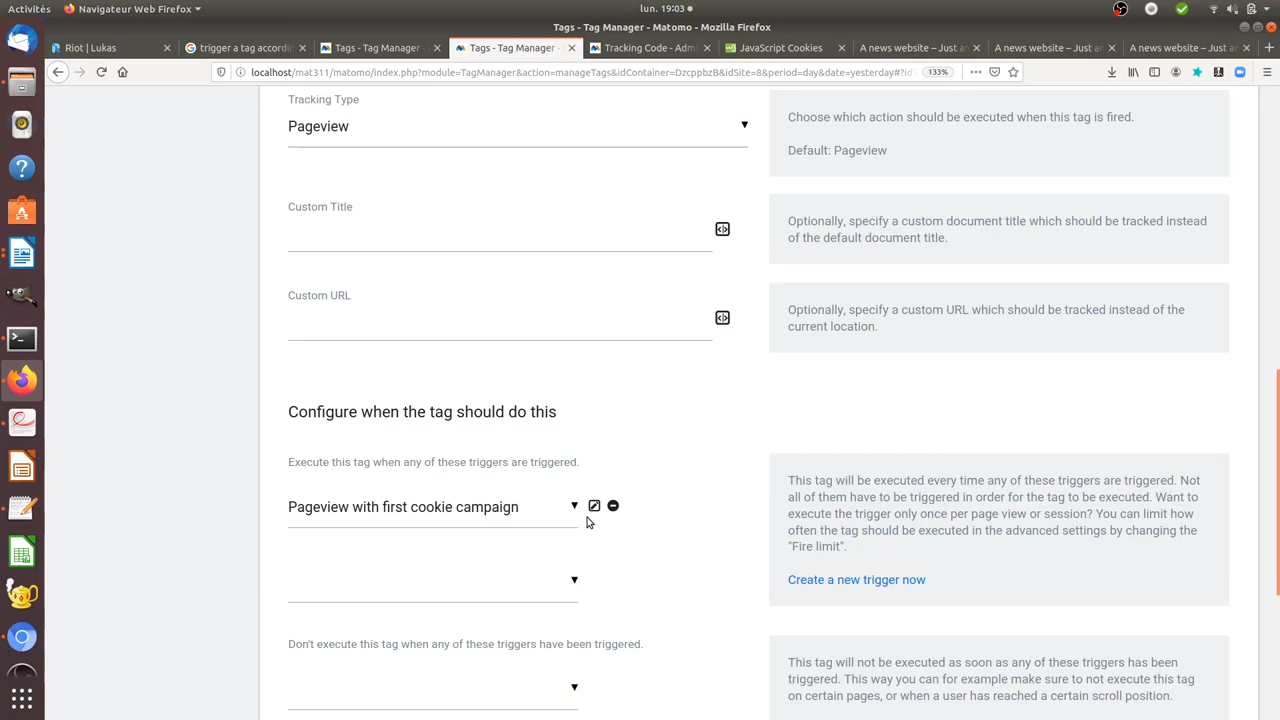 Activités
Navigateur Web Firefox
lun. 19:03
Tags - Tag Manager - Matomo - Mozilla Firefox
Riot | Lukas
trigger a tag accordin
Tags - Tag Manager -
Tags - Tag Manager -
Tracking Code - Admi
JavaScript Cookies
A news website – Just a
A news website – Just ar
A news website – Just ar
localhost/mat311/matomo/index.php?module=TagManager&action=manageTags&idContainer=DzcppbzB&idSite=8&period=day&date=yesterday#?id
133%
Tracking Type
Pageview
Choose which action should be executed when this tag is fired.
Default: Pageview
Custom Title
Optionally, specify a custom document title which should be tracked instead
of the default document title.
Custom URL
Optionally, specify a custom URL which should be tracked instead of the
current location.
Configure when the tag should do this
Execute this tag when any of these triggers are triggered.
Pageview with first cookie campaign
This tag will be executed every time any of these triggers are triggered. Not
all of them have to be triggered in order for the tag to be executed. Want to
execute the trigger only once per page view or session? You can limit how
often the tag should be executed in the advanced settings by changing the
"Fire limit".
Create a new trigger now
Don't execute this tag when any of these triggers have been triggered.
This tag will not be executed as soon as any of these triggers has been
triggered. This way you can for example make sure to not execute this tag
on certain pages, or when a user has reached a certain scroll position.